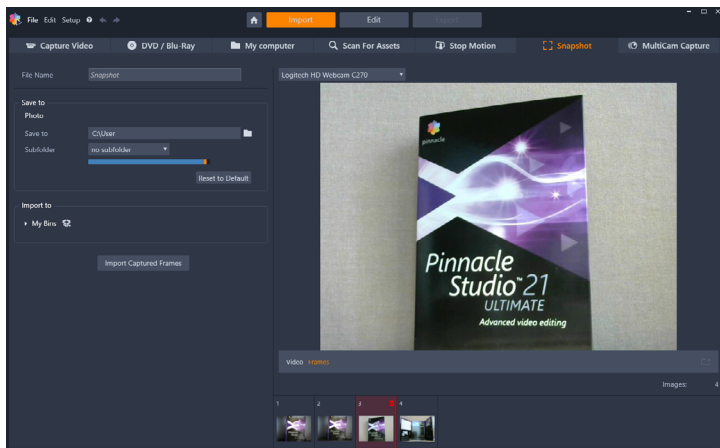 File Edit Setup
Import Edit Export
Capture Video DVD / Blu-Ray My computer Scan For Assets Stop Motion Snapshot MultiCam Capture
File Name Snapshot
Logitech HD Webcam C270
Save to
Photo
Save to C:\User
Subfolder no subfolder
Reset to Default
Import to
My Bins
Import Captured Frames
pinnacle
Pinnacle
Studio™ 21
ULTIMATE
Advanced video editing
Video Frames
Images: 4
1 2 3 4